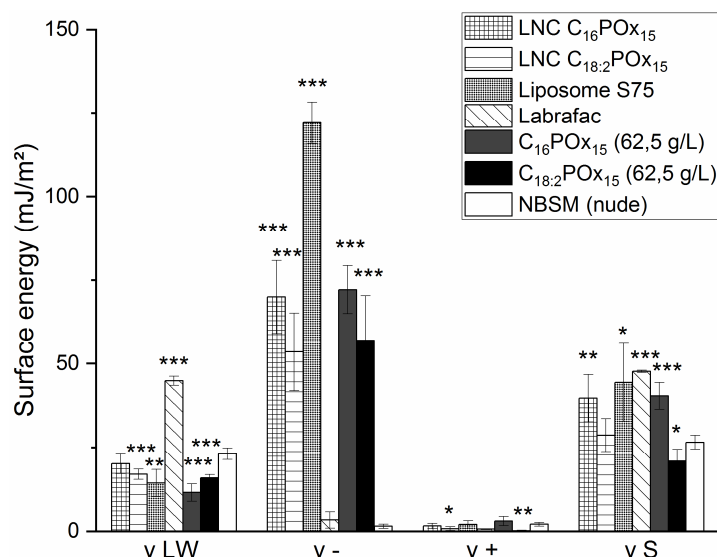 150
100
50
0
Surface energy (mJ/m²)
LNC C₁₆POx₁₅
LNC C₁₈:₂POx₁₅
Liposome S75
Labrafac
C₁₆POx₁₅ (62,5 g/L)
C₁₈:₂POx₁₅ (62,5 g/L)
NBSM (nude)
***
*** ***
*** ***
*** *** ** *** ***
* **
** * *** *** *
γ LW γ - γ + γ S